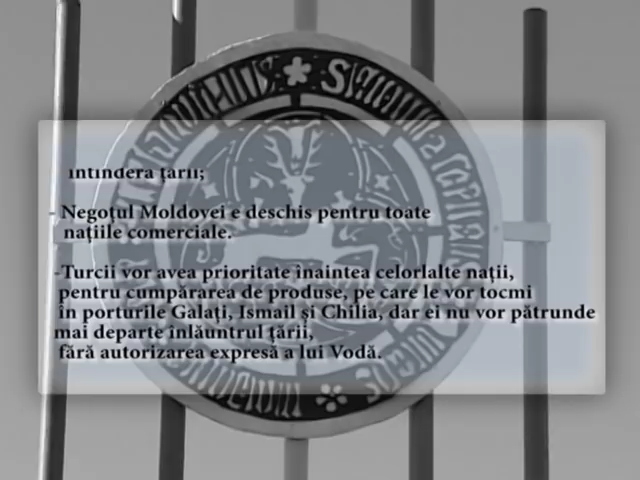 intindera țării;
- Negoțul Moldovei e deschis pentru toate
națiile comerciale.
-Turcii vor avea prioritate înaintea celorlalte nații,
pentru cumpărarea de produse, pe care le vor tocmi
în porturile Galați, Ismail și Chilia, dar ei nu vor pătrunde
mai departe înlăuntrul țării,
fără autorizarea expresă a lui Vodă.